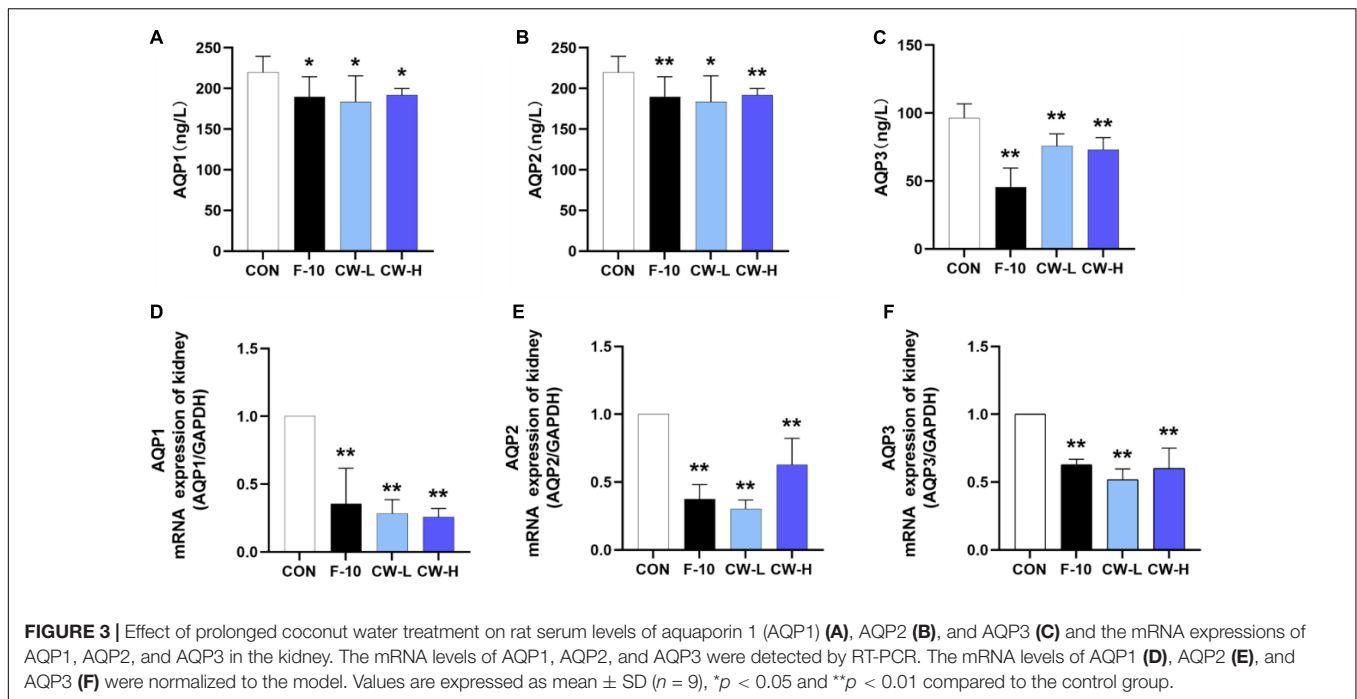 A
AQP1(ng/L)
250
200
150
100
50
0
*
*
*
CON F-10 CW-L CW-H
B
AQP2(ng/L)
250
200
150
100
50
0
**
*
**
CON F-10 CW-L CW-H
C
AQP3(ng/L)
150
100
50
0
**
**
**
CON F-10 CW-L CW-H
D
AQP1
mRNA expression of kidney
(AQP1/GAPDH)
1.5
1.0
0.5
0.0
**
**
**
CON F-10 CW-L CW-H
E
AQP2
mRNA expression of kidney
(AQP2/GAPDH)
1.5
1.0
0.5
0.0
**
**
**
CON F-10 CW-L CW-H
F
AQP3
mRNA expression of kidney
(AQP3/GAPDH)
1.5
1.0
0.5
0.0
**
**
**
CON F-10 CW-L CW-H
FIGURE 3 | Effect of prolonged coconut water treatment on rat serum levels of aquaporin 1 (AQP1) (A), AQP2 (B), and AQP3 (C) and the mRNA expressions of
AQP1, AQP2, and AQP3 in the kidney. The mRNA levels of AQP1, AQP2, and AQP3 were detected by RT-PCR. The mRNA levels of AQP1 (D), AQP2 (E), and
AQP3 (F) were normalized to the model. Values are expressed as mean ± SD (n = 9), *p < 0.05 and **p < 0.01 compared to the control group.